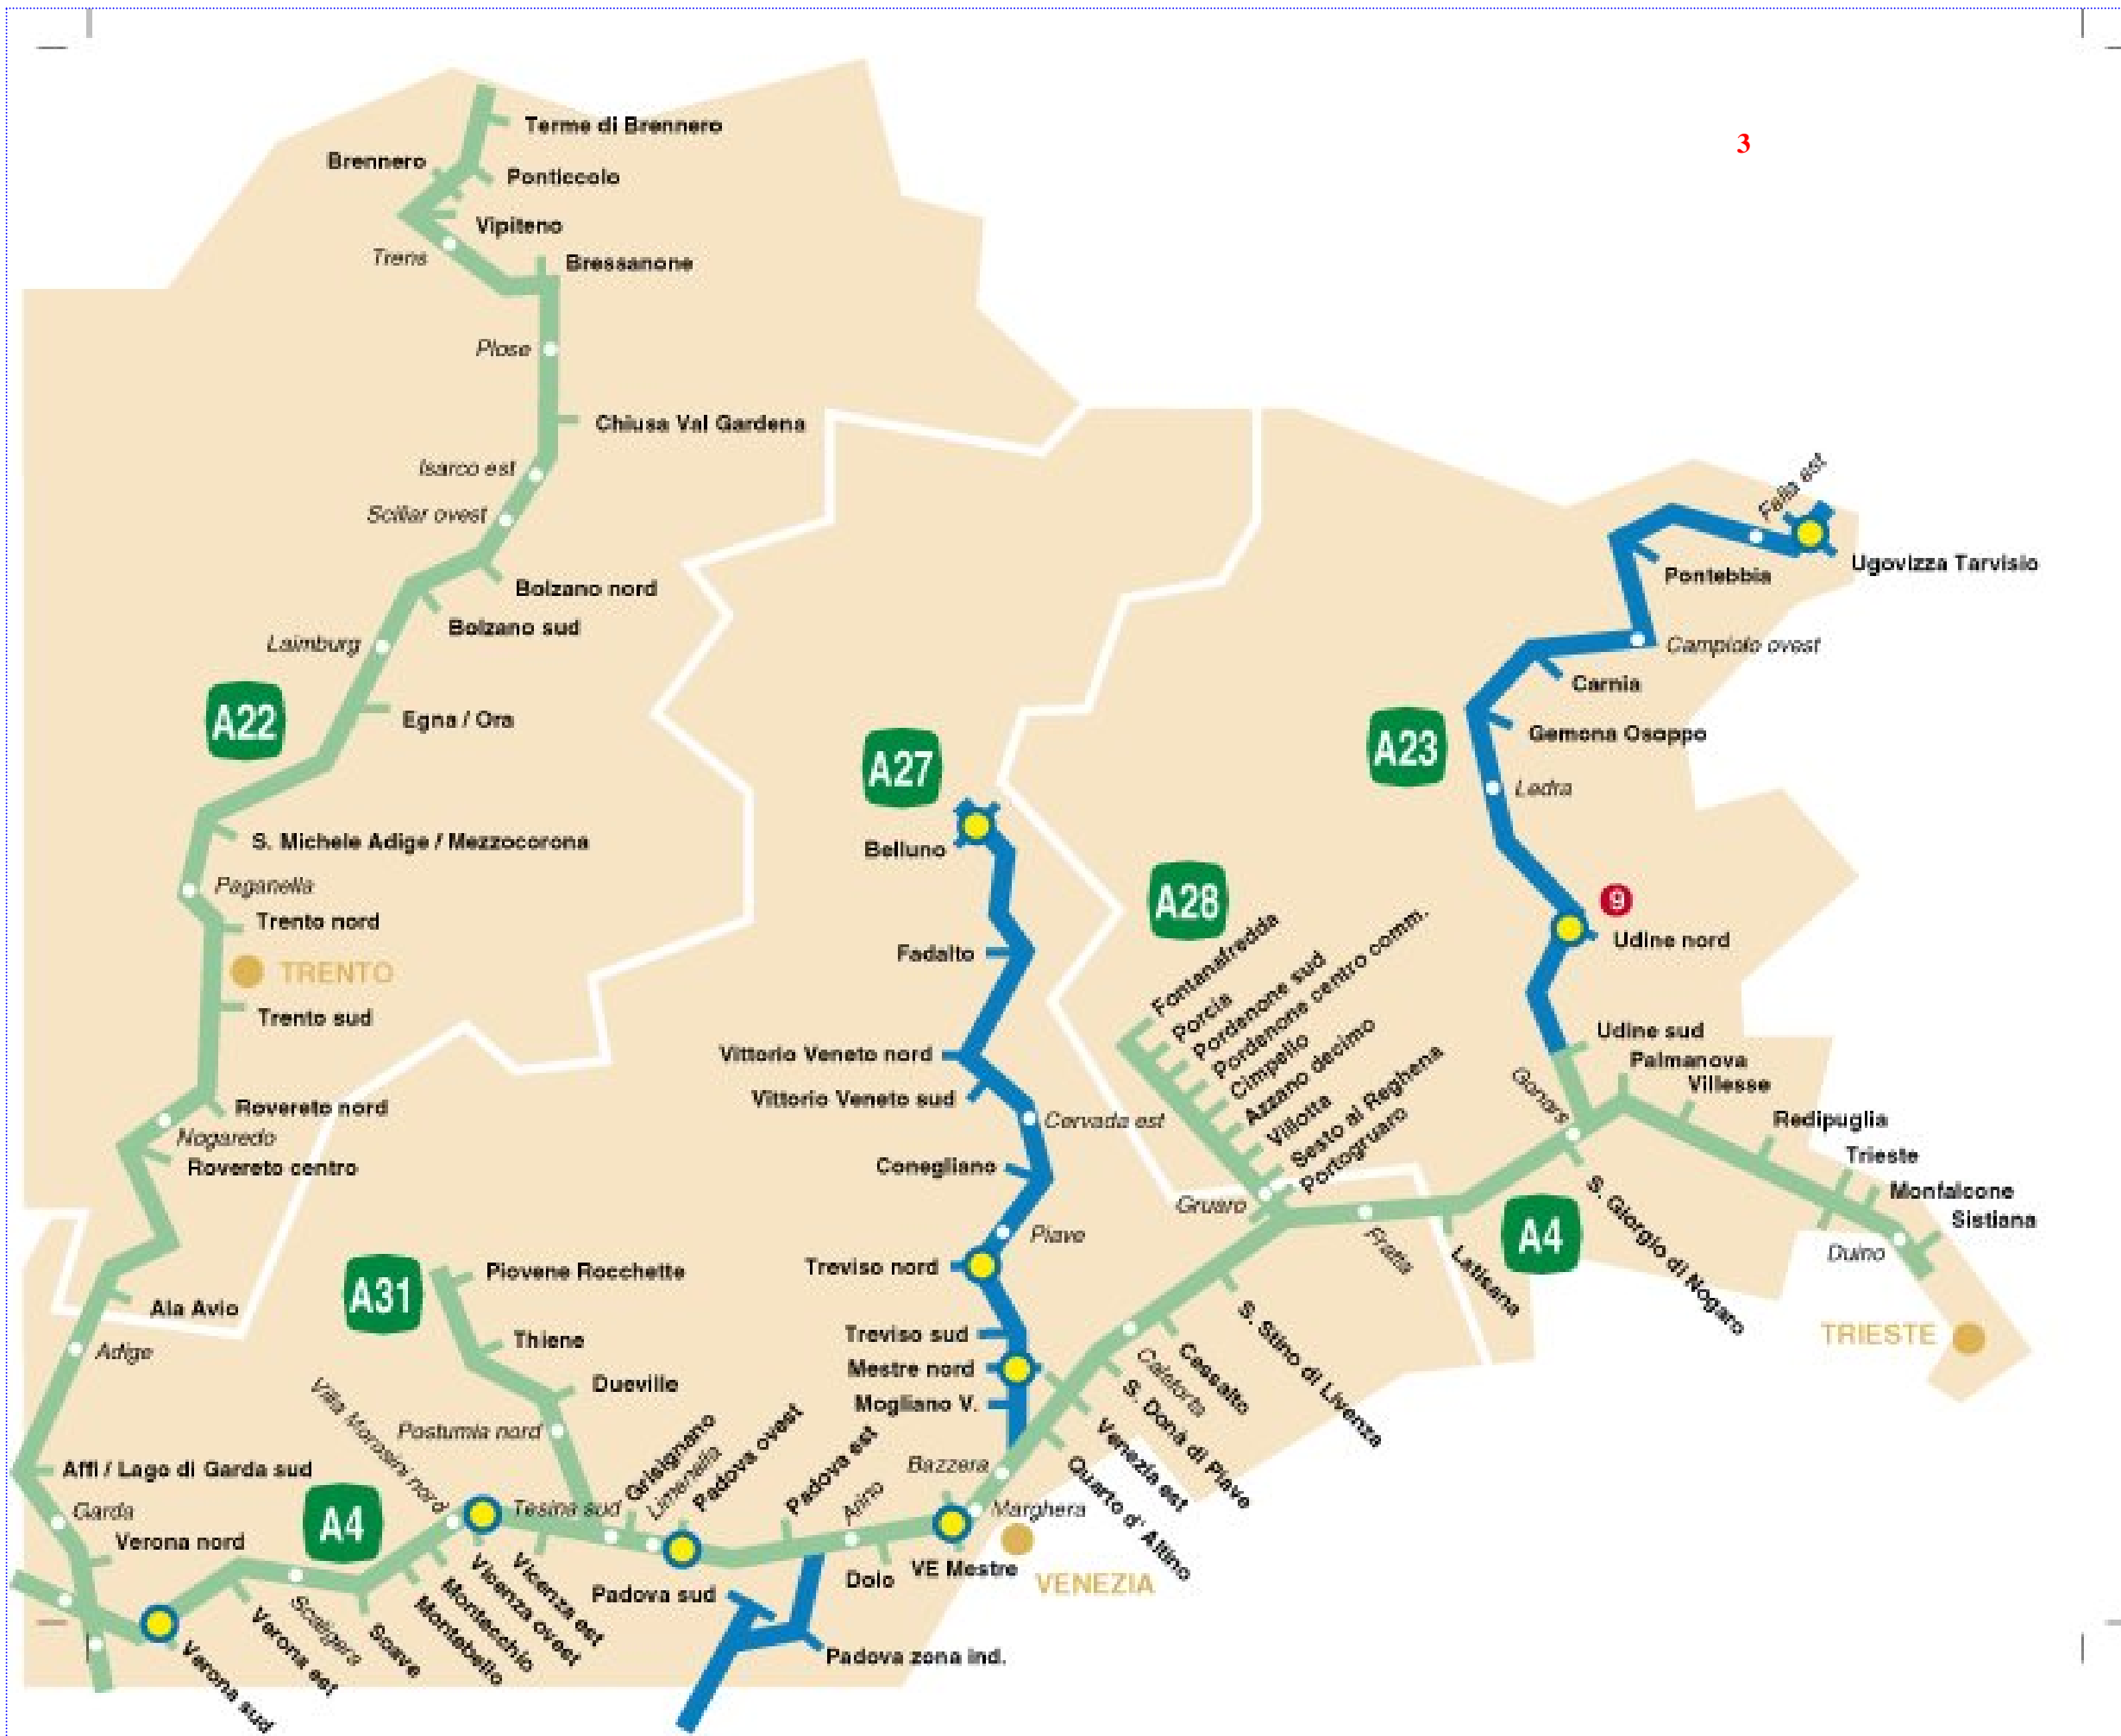 3
Terme di Brennero
Brennero
Ponticcolo
Vipiteno
Trens
Bressanone
Plose
Chiusa Val Gardena
Isarco est
Scillar ovest
Bolzano nord
Bolzano sud
Laimburg
A22
Egna / Ora
S. Michele Adige / Mezzocorona
Paganella
Trento nord
TRENTO
Trento sud
Rovereto nord
Nogaredo
Rovereto centro
Ala Avio
Adige
Affi / Lago di Garda sud
Garda
Verona nord
A31
Piovene Rocchette
Thiene
Dueville
Postumia nord
Villa Morosini nord
Tesina sud
Grisignano
Limenella
Padova ovest
Padova est
Arino
A4
Verona sud
Verona est
Scaligera
Soave
Montebello
Montecchio
Vicenza ovest
Vicenza est
Padova sud
Padova zona ind.
Dolo
VE Mestre
VENEZIA
Marghera
Bazzera
A27
Belluno
Fadalto
Vittorio Veneto nord
Vittorio Veneto sud
Cervada est
Conegliano
Piave
Treviso nord
Treviso sud
Mestre nord
Mogliano V.
Quarto d' Altino
Venezia est
S. Donà di Piave
Calaforta
Cessalto
S. Stino di Livenza
A28
Fontanafredda
Porcia
Pordenone sud
Pordenone centro comm.
Cimpello
Azzano decimo
Villotta
Sesto al Reghena
Portogruaro
Gruaro
Fratta
Latisana
A4
S. Giorgio di Nogaro
Gonars
A23
Fella est
Ugovizza Tarvisio
Pontebbia
Campiolo ovest
Carnia
Gemona Osoppo
Ledra
9
Udine nord
Udine sud
Palmanova
Villesse
Redipuglia
Trieste
Monfalcone
Sistiana
Duino
TRIESTE